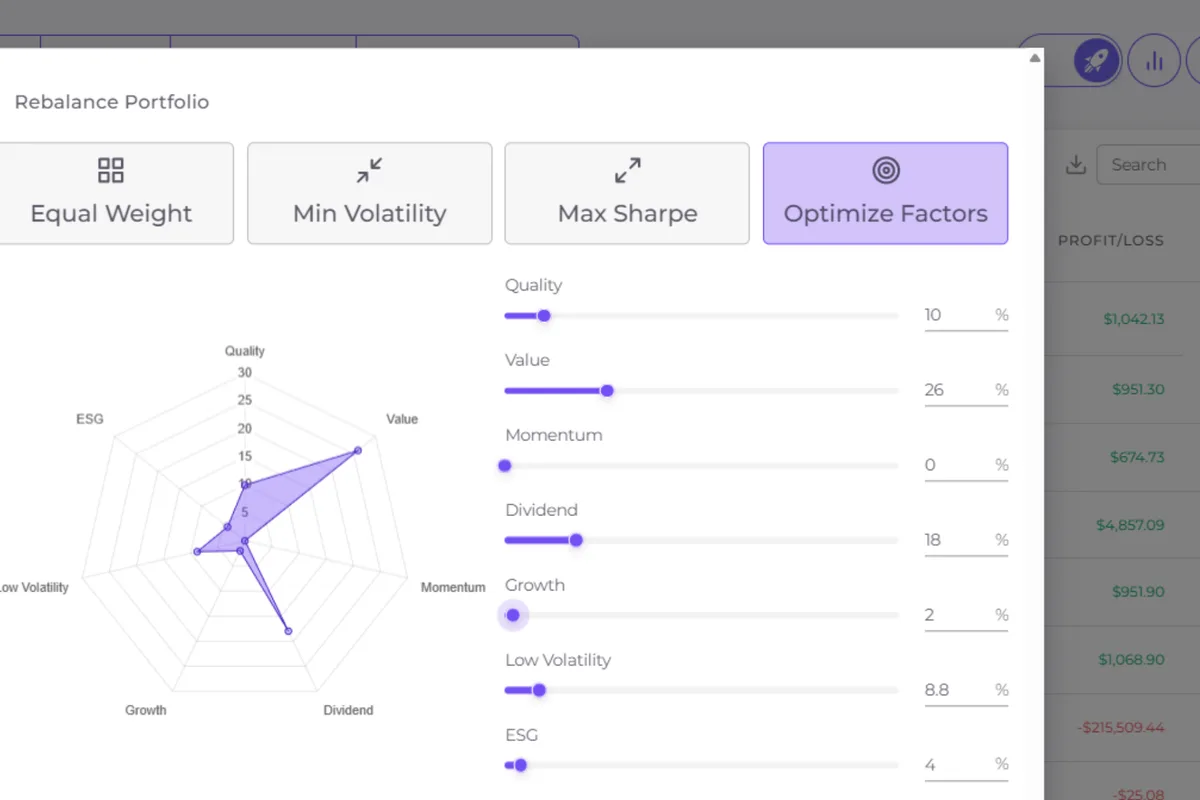 Rebalance Portfolio
Equal Weight
Min Volatility
Max Sharpe
Optimize Factors
Search
PROFIT/LOSS
$1,042.13
$951.30
$674.73
$4,857.09
$951.90
$1,068.90
-$215,509.44
-$25.08
Quality
10 %
Value
26 %
Momentum
0 %
Dividend
18 %
Growth
2 %
Low Volatility
8.8 %
ESG
4 %
Quality
30
25
20
15
10
5
ESG
Value
Low Volatility
Momentum
Growth
Dividend